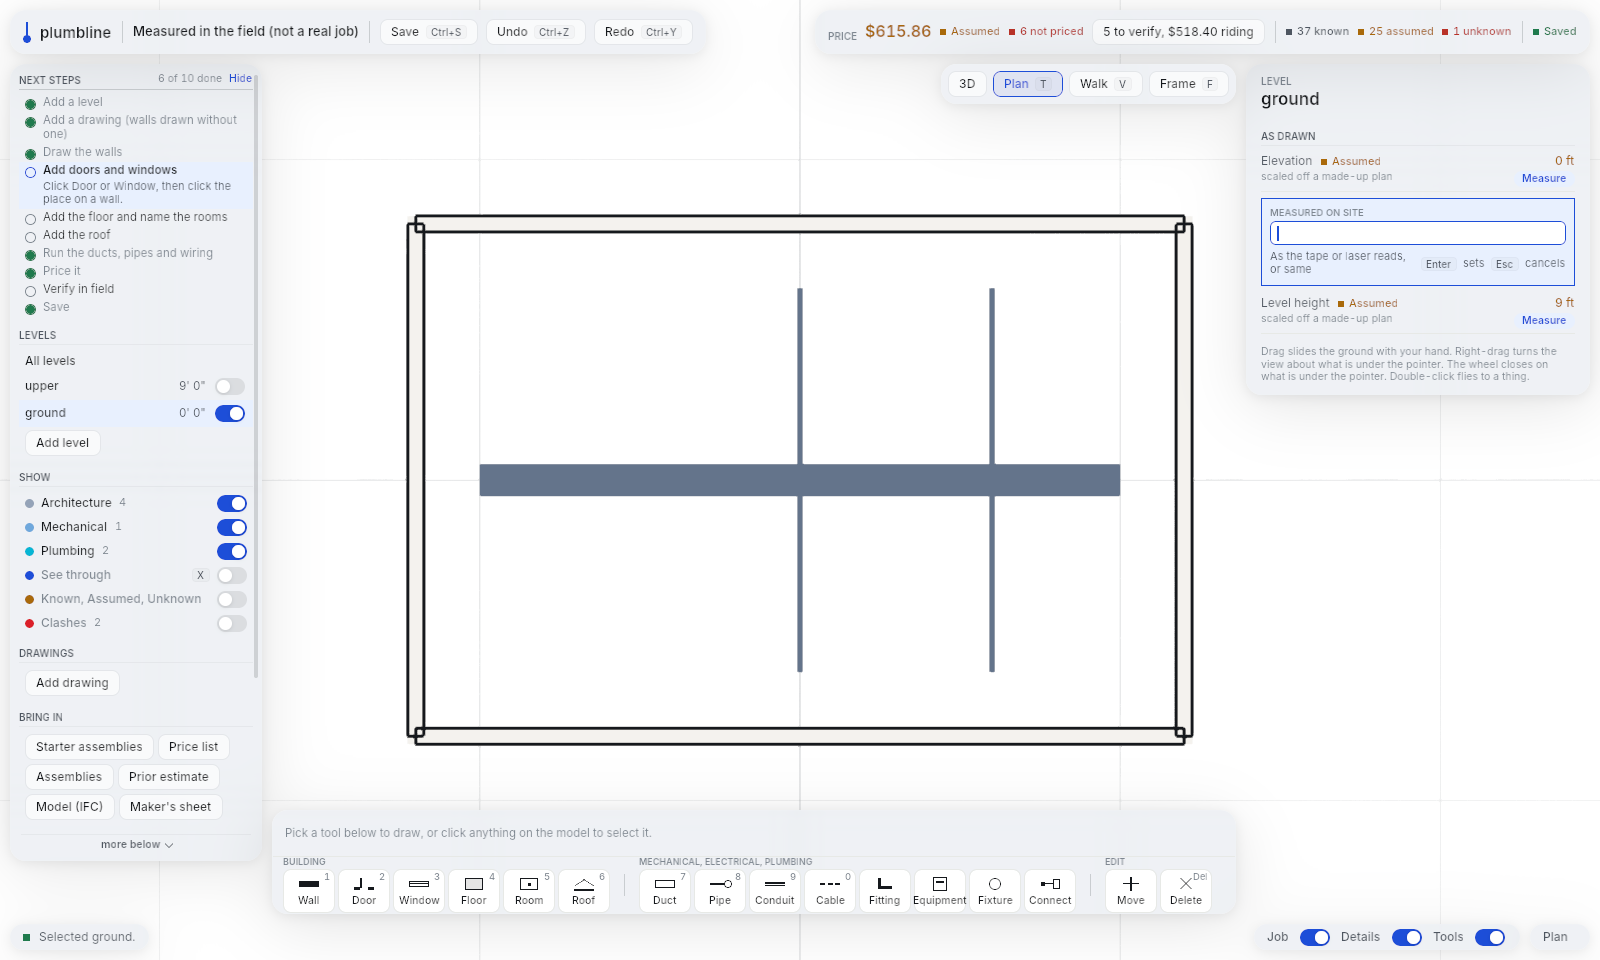 plumbline
Measured in the field (not a real job)
Save Ctrl+S
Undo Ctrl+Z
Redo Ctrl+Y
PRICE $615.86 Assumed 6 not priced
5 to verify, $518.40 riding
37 known 25 assumed 1 unknown
Saved
3D
Plan T
Walk V
Frame F
NEXT STEPS 6 of 10 done Hide
Add a level
Add a drawing (walls drawn without
one)
Draw the walls
Add doors and windows
Click Door or Window, then click the
place on a wall.
Add the floor and name the rooms
Add the roof
Run the ducts, pipes and wiring
Price it
Verify in field
Save
LEVELS
All levels
upper 9' 0"
ground 0' 0"
Add level
SHOW
Architecture 4
Mechanical 1
Plumbing 2
See through X
Known, Assumed, Unknown
Clashes 2
DRAWINGS
Add drawing
BRING IN
Starter assemblies Price list
Assemblies Prior estimate
Model (IFC) Maker's sheet
more below
LEVEL
ground
AS DRAWN
Elevation Assumed 0 ft
scaled off a made-up plan Measure
MEASURED ON SITE
As the tape or laser reads,
or same
Enter sets Esc cancels
Level height Assumed 9 ft
scaled off a made-up plan Measure
Drag slides the ground with your hand. Right-drag turns the
view about what is under the pointer. The wheel closes on
what is under the pointer. Double-click flies to a thing.
Pick a tool below to draw, or click anything on the model to select it.
BUILDING
1 Wall
2 Door
3 Window
4 Floor
5 Room
6 Roof
MECHANICAL, ELECTRICAL, PLUMBING
7 Duct
8 Pipe
9 Conduit
0 Cable
Fitting
Equipment
Fixture
Connect
EDIT
Move
Del Delete
Selected ground.
Job Details Tools
Plan